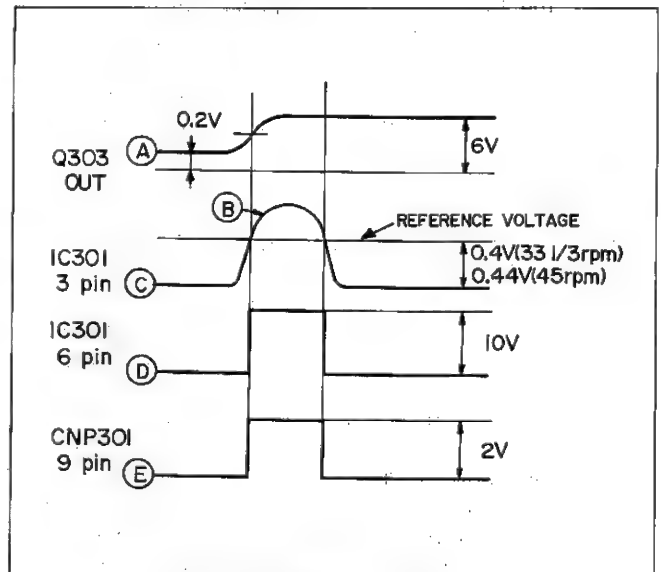 0.2V
Q303
OUT
A
6V
B
REFERENCE VOLTAGE
IC301
3 pin
C
0.4V(33 1/3rpm)
0.44V(45rpm)
IC301
6 pin
D
10V
CNP301
9 pin
E
2V